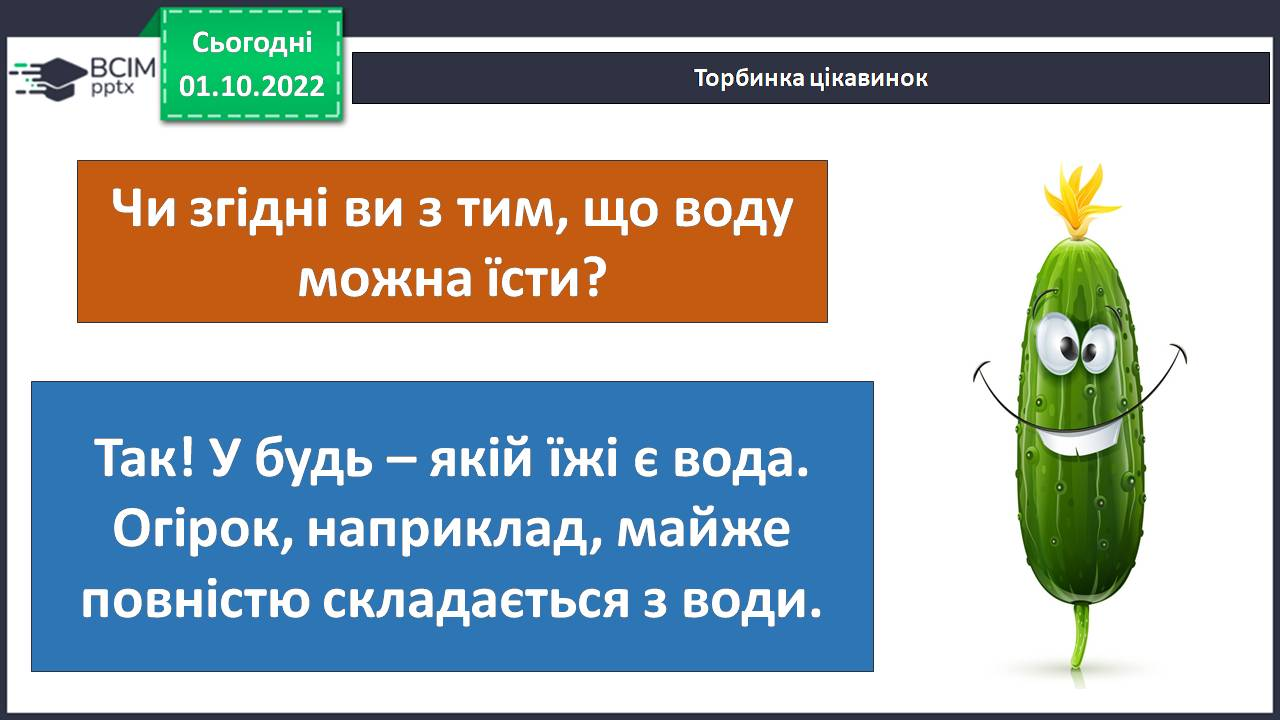 Сьогодні
01.10.2022
ВСІМ
pptx
Торбинка цікавинок
Чи згідні ви з тим, що воду
можна їсти?
Так! У будь – якій їжі є вода.
Огірок, наприклад, майже
повністю складається з води.